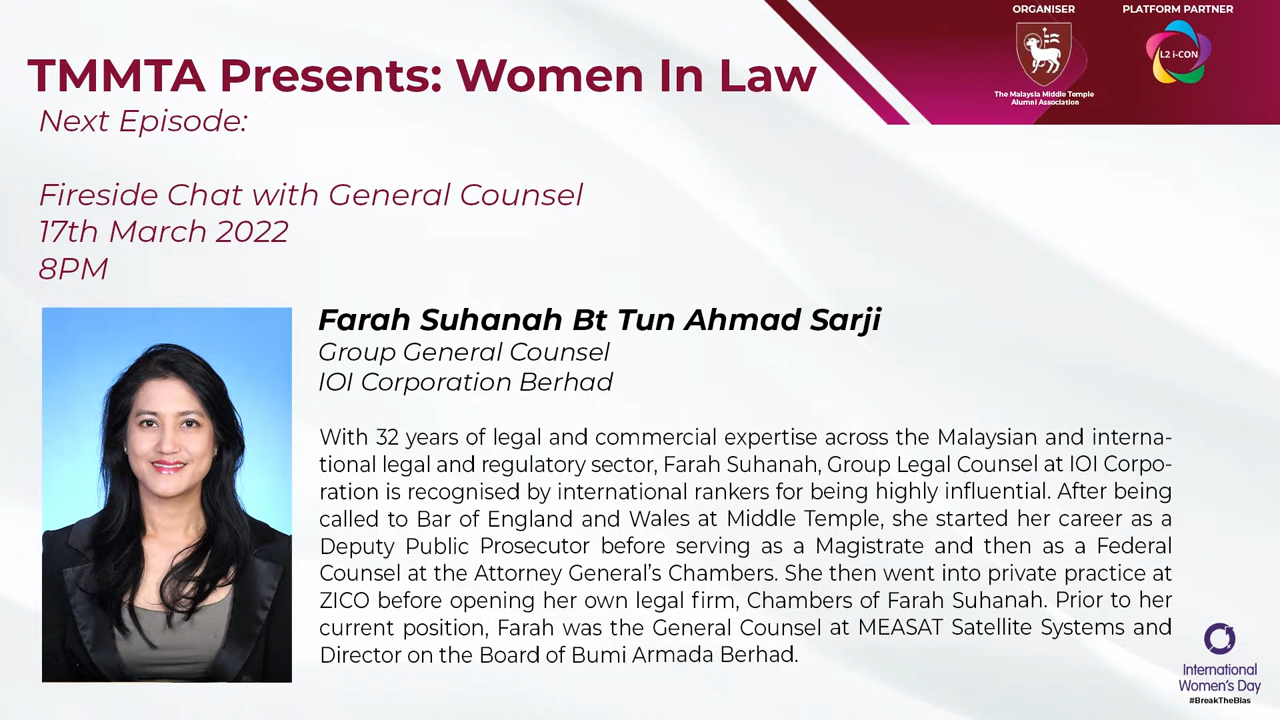 ORGANISER
PLATFORM PARTNER
L2 i-CON
The Malaysia Middle Temple
Alumni Association
TMMTA Presents: Women In Law
Next Episode:
Fireside Chat with General Counsel
17th March 2022
8PM
Farah Suhanah Bt Tun Ahmad Sarji
Group General Counsel
IOI Corporation Berhad
With 32 years of legal and commercial expertise across the Malaysian and interna-
tional legal and regulatory sector, Farah Suhanah, Group Legal Counsel at IOI Corpo-
ration is recognised by international rankers for being highly influential. After being
called to Bar of England and Wales at Middle Temple, she started her career as a
Deputy Public Prosecutor before serving as a Magistrate and then as a Federal
Counsel at the Attorney General's Chambers. She then went into private practice at
ZICO before opening her own legal firm, Chambers of Farah Suhanah. Prior to her
current position, Farah was the General Counsel at MEASAT Satellite Systems and
Director on the Board of Bumi Armada Berhad.
International
Women's Day
#BreakTheBias